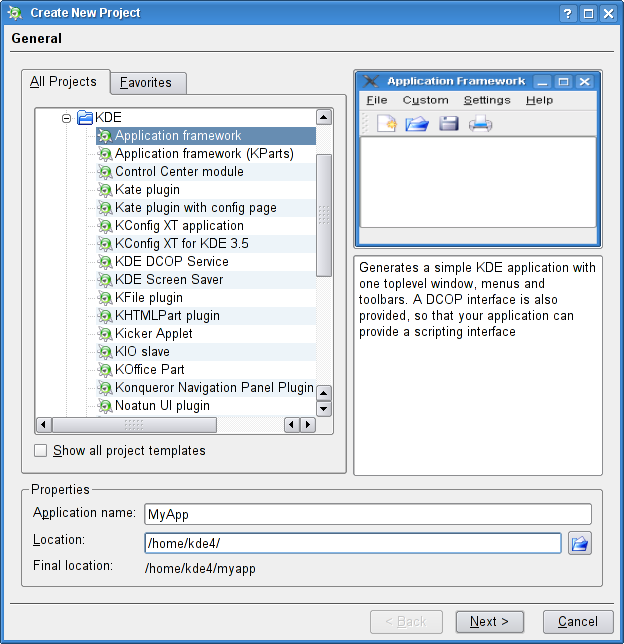 Create New Project
General
All Projects
Favorites
KDE
Application framework
Application framework (KParts)
Control Center module
Kate plugin
Kate plugin with config page
KConfig XT application
KConfig XT for KDE 3.5
KDE DCOP Service
KDE Screen Saver
KFile plugin
KHTMLPart plugin
Kicker Applet
KIO slave
KOffice Part
Konqueror Navigation Panel Plugin
Noatun UI plugin
Show all project templates
Application Framework
File Custom Settings Help
Generates a simple KDE application with
one toplevel window, menus and
toolbars. A DCOP interface is also
provided, so that your application can
provide a scripting interface
Properties
Application name: MyApp
Location: /home/kde4/
Final location: /home/kde4/myapp
< Back
Next >
Cancel